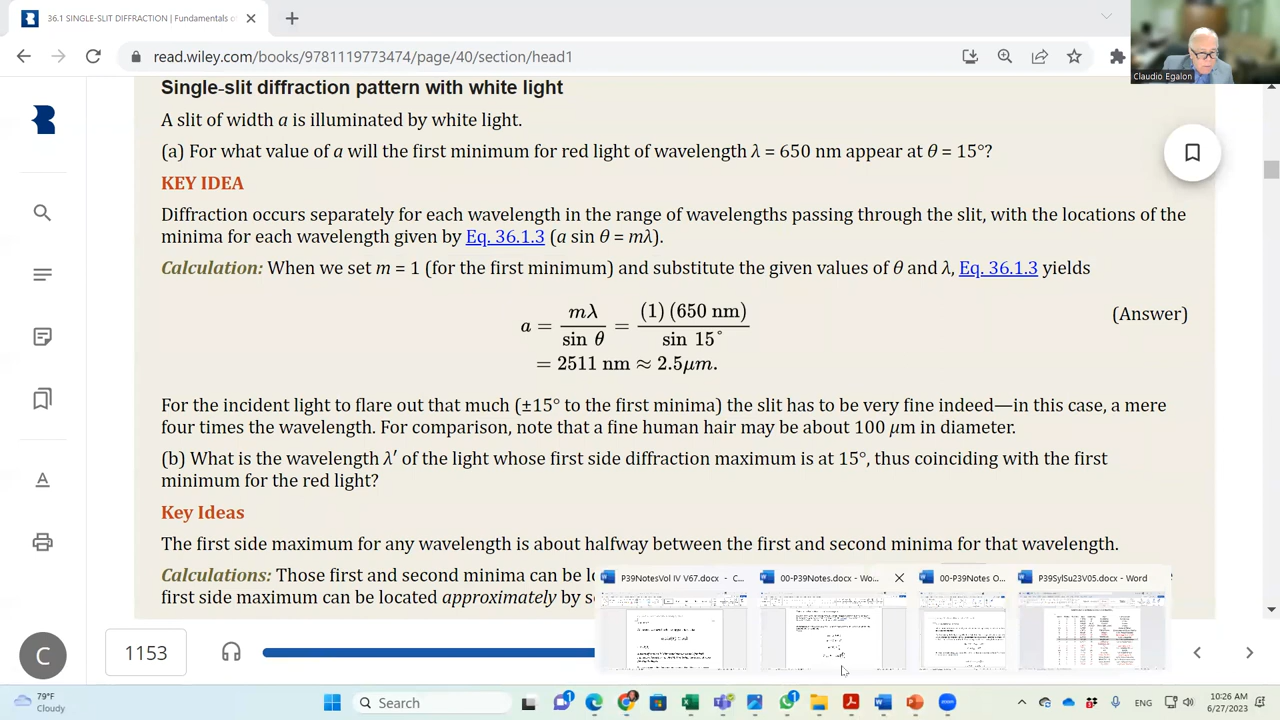 36.1 SINGLE-SLIT DIFFRACTION | Fundamentals o
read.wiley.com/books/9781119773474/page/40/section/head1
Claudio Egalon
Single-slit diffraction pattern with white light
A slit of width a is illuminated by white light.
(a) For what value of a will the first minimum for red light of wavelength λ = 650 nm appear at θ = 15°?
KEY IDEA
Diffraction occurs separately for each wavelength in the range of wavelengths passing through the slit, with the locations of the
minima for each wavelength given by Eq. 36.1.3 (a sin θ = mλ).
Calculation: When we set m = 1 (for the first minimum) and substitute the given values of θ and λ, Eq. 36.1.3 yields
a = mλ / sin θ = (1) (650 nm) / sin 15° (Answer)
= 2511 nm ≈ 2.5μm.
For the incident light to flare out that much (±15° to the first minima) the slit has to be very fine indeed—in this case, a mere
four times the wavelength. For comparison, note that a fine human hair may be about 100 μm in diameter.
(b) What is the wavelength λ′ of the light whose first side diffraction maximum is at 15°, thus coinciding with the first
minimum for the red light?
Key Ideas
The first side maximum for any wavelength is about halfway between the first and second minima for that wavelength.
Calculations: Those first and second minima can be lo
first side maximum can be located approximately by s
P39NotesVol IV V67.docx - C...
00-P39Notes.docx - Wo...
00-P39Notes O...
P39SylSu23V05.docx - Word
C
1153
79°F
Cloudy
Search
1
1
ENG
10:26 AM
6/27/2023